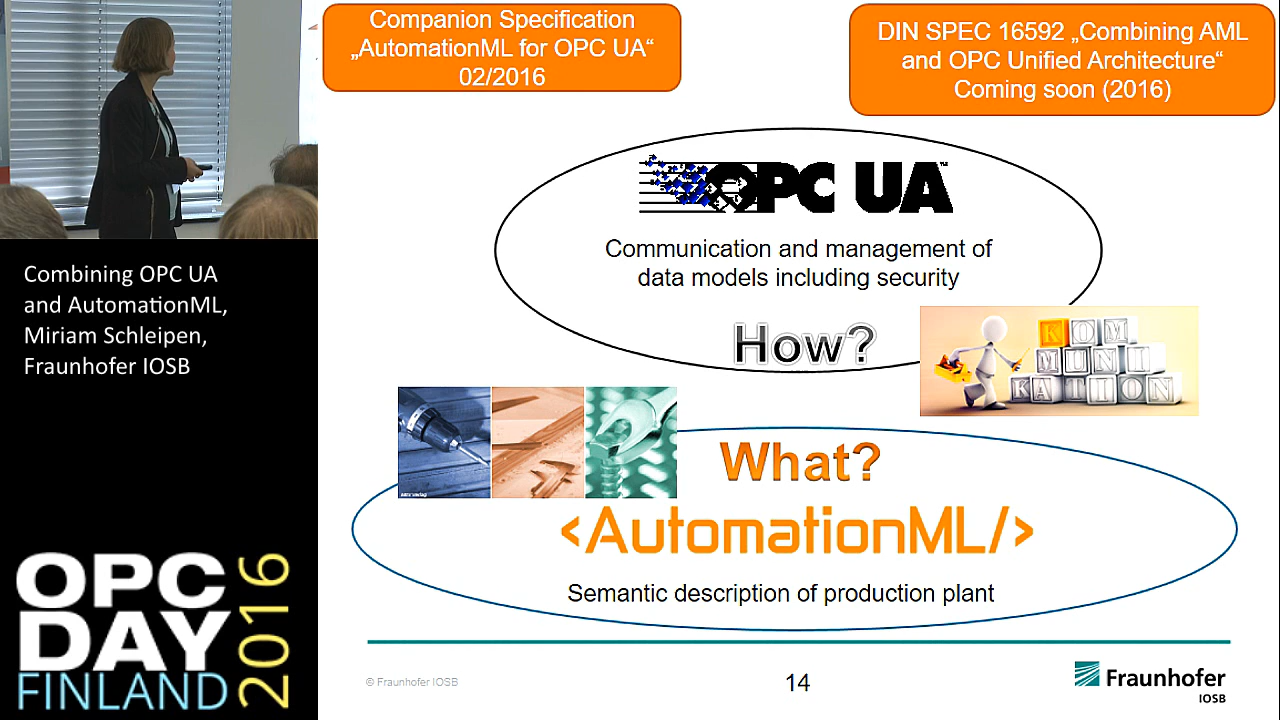 Companion Specification
„AutomationML for OPC UA“
02/2016
DIN SPEC 16592 „Combining AML
and OPC Unified Architecture“
Coming soon (2016)
OPC UA™
Communication and management of
data models including security
How?
KOM
MUNI
KATION
What?
<AutomationML/>
Semantic description of production plant
Combining OPC UA
and AutomationML,
Miriam Schleipen,
Fraunhofer IOSB
OPC
DAY
FINLAND
2016
© Fraunhofer IOSB
14
Fraunhofer
IOSB